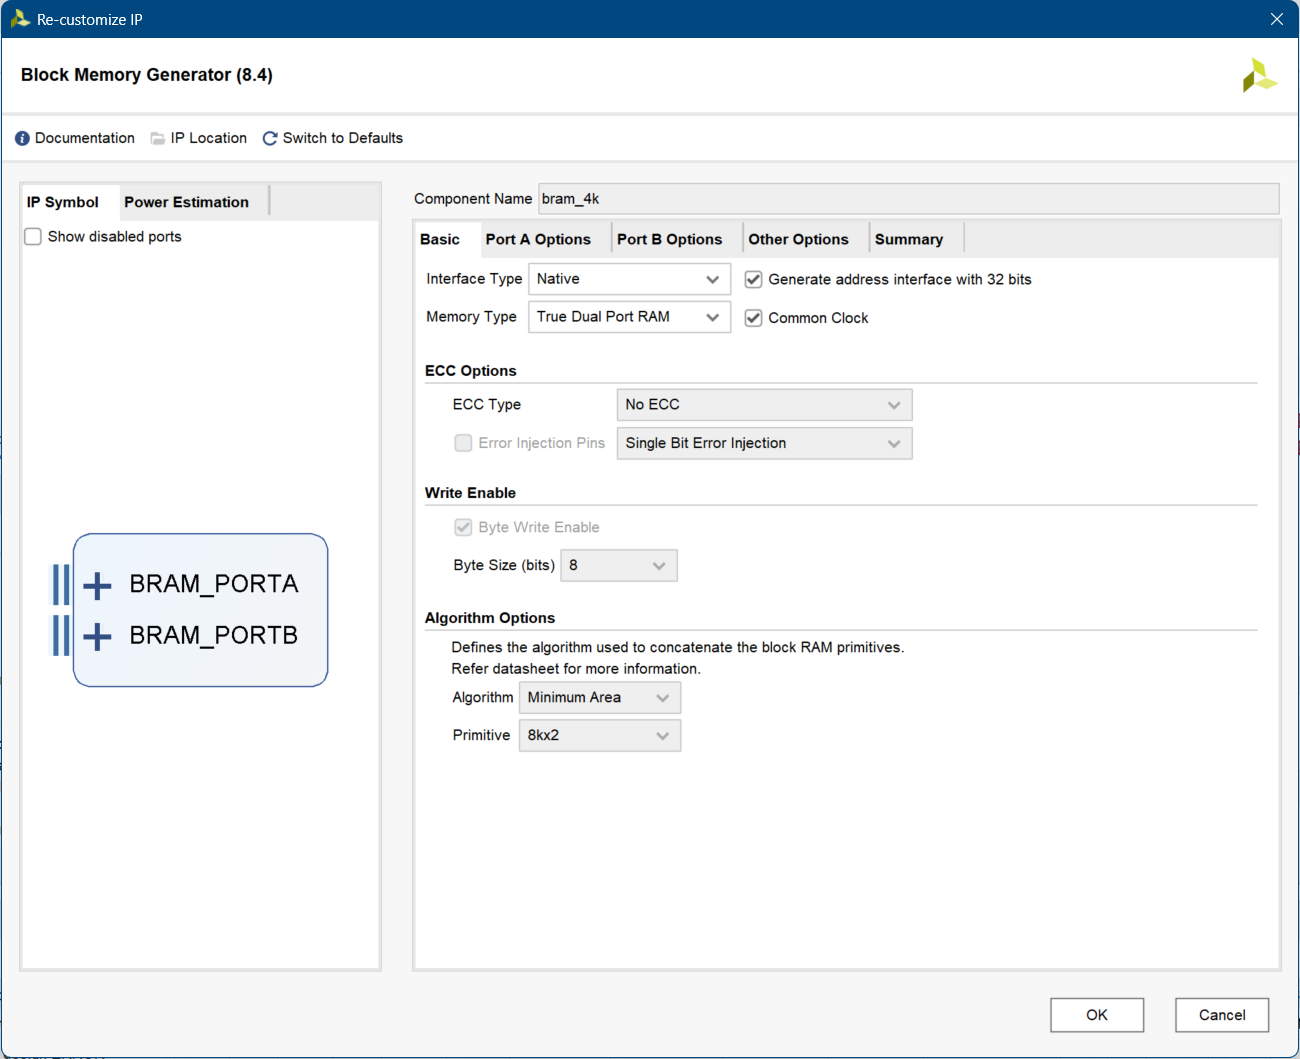 Re-customize IP
Block Memory Generator (8.4)
Documentation IP Location Switch to Defaults
IP Symbol Power Estimation
Show disabled ports
BRAM_PORTA
BRAM_PORTB
Component Name bram_4k
Basic Port A Options Port B Options Other Options Summary
Interface Type Native Generate address interface with 32 bits
Memory Type True Dual Port RAM Common Clock
ECC Options
ECC Type No ECC
Error Injection Pins Single Bit Error Injection
Write Enable
Byte Write Enable
Byte Size (bits) 8
Algorithm Options
Defines the algorithm used to concatenate the block RAM primitives.
Refer datasheet for more information.
Algorithm Minimum Area
Primitive 8kx2
OK Cancel